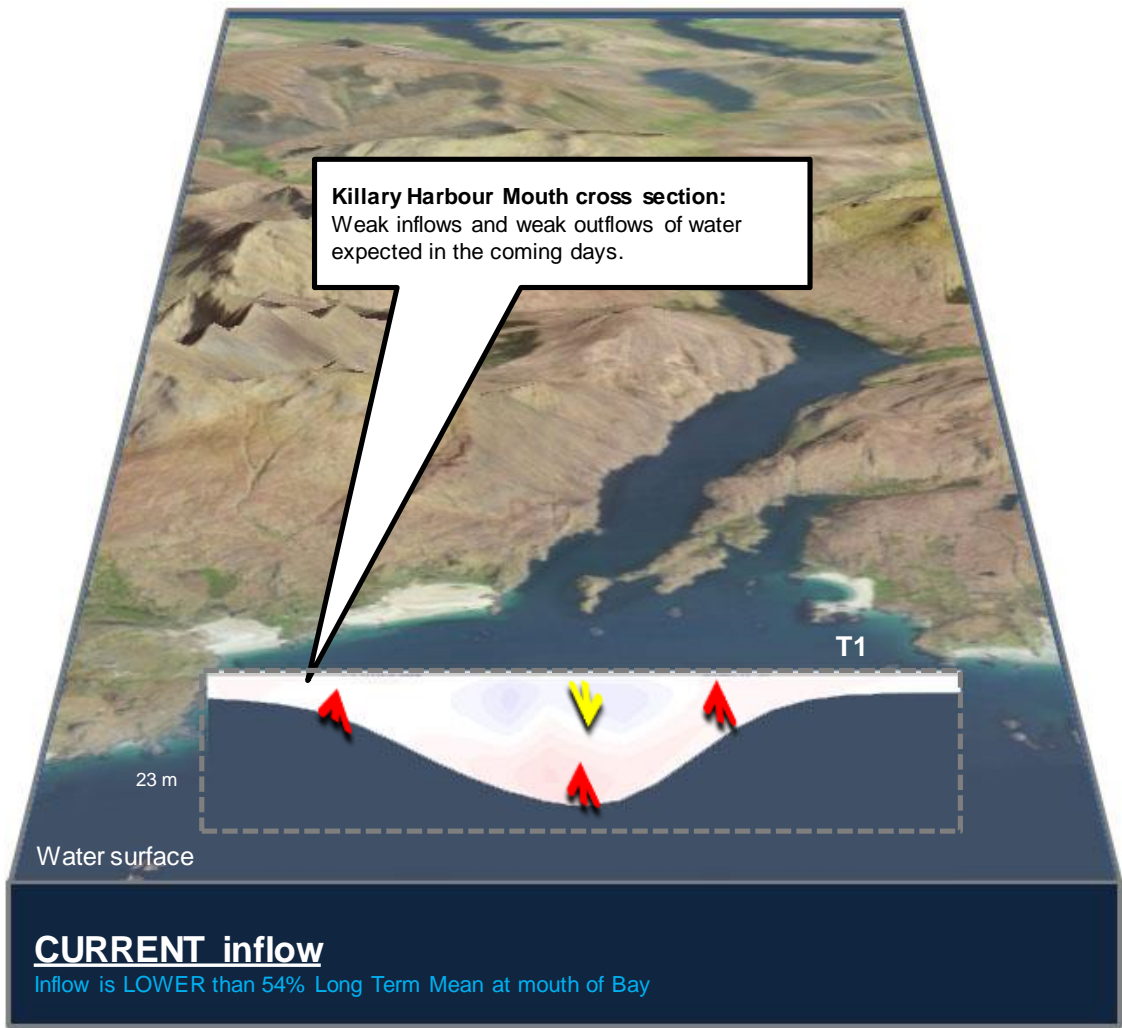 Killary Harbour Mouth cross section:
Weak inflows and weak outflows of water
expected in the coming days.
T1
23 m
Water surface
CURRENT inflow
Inflow is LOWER than 54% Long Term Mean at mouth of Bay